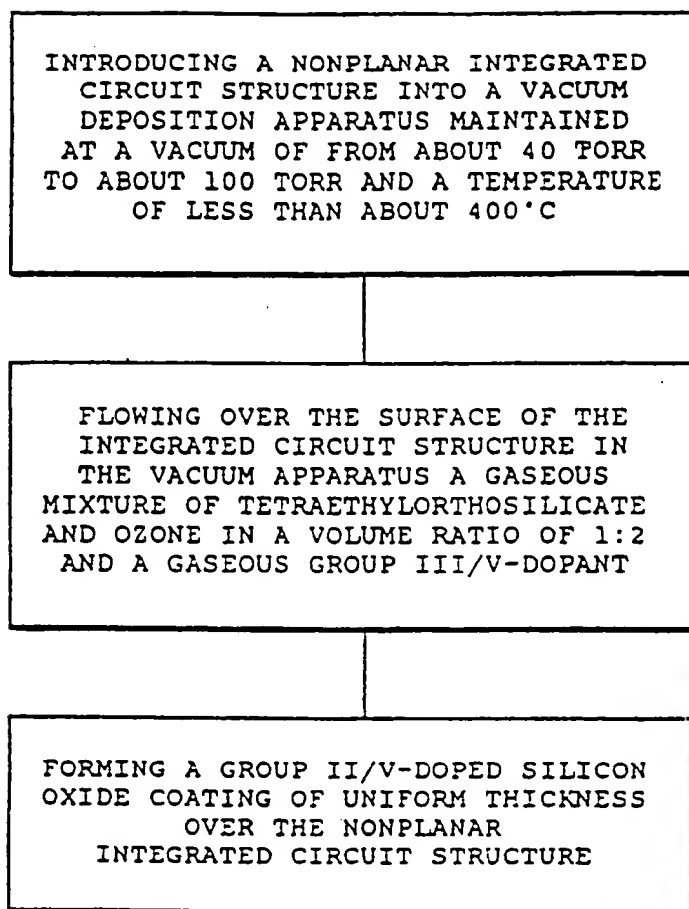 INTRODUCING A NONPLANAR INTEGRATED
CIRCUIT STRUCTURE INTO A VACUUM
DEPOSITION APPARATUS MAINTAINED
AT A VACUUM OF FROM ABOUT 40 TORR
TO ABOUT 100 TORR AND A TEMPERATURE
OF LESS THAN ABOUT 400°C
FLOWING OVER THE SURFACE OF THE
INTEGRATED CIRCUIT STRUCTURE IN
THE VACUUM APPARATUS A GASEOUS
MIXTURE OF TETRAETHYLORTHOSILICATE
AND OZONE IN A VOLUME RATIO OF 1:2
AND A GASEOUS GROUP III/V-DOPANT
FORMING A GROUP II/V-DOPED SILICON
OXIDE COATING OF UNIFORM THICKNESS
OVER THE NONPLANAR
INTEGRATED CIRCUIT STRUCTURE